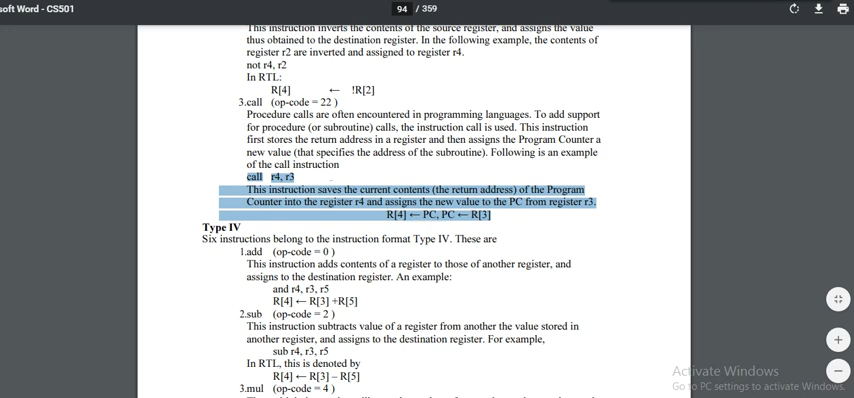 soft Word - CS501
94 / 359
This instruction inverts the contents of the source register, and assigns the value
thus obtained to the destination register. In the following example, the contents of
register r2 are inverted and assigned to register r4.
not r4, r2
In RTL:
R[4] ← !R[2]
3.call (op-code = 22 )
Procedure calls are often encountered in programming languages. To add support
for procedure (or subroutine) calls, the instruction call is used. This instruction
first stores the return address in a register and then assigns the Program Counter a
new value (that specifies the address of the subroutine). Following is an example
of the call instruction
call r4, r3
This instruction saves the current contents (the return address) of the Program
Counter into the register r4 and assigns the new value to the PC from register r3.
R[4] ← PC, PC ← R[3]
Type IV
Six instructions belong to the instruction format Type IV. These are
1.add (op-code = 0 )
This instruction adds contents of a register to those of another register, and
assigns to the destination register. An example:
and r4, r3, r5
R[4] ← R[3] +R[5]
2.sub (op-code = 2 )
This instruction subtracts value of a register from another the value stored in
another register, and assigns to the destination register. For example,
sub r4, r3, r5
In RTL, this is denoted by
R[4] ← R[3] – R[5]
3.mul (op-code = 4 )
Activate Windows
Go to PC settings to activate Windows.